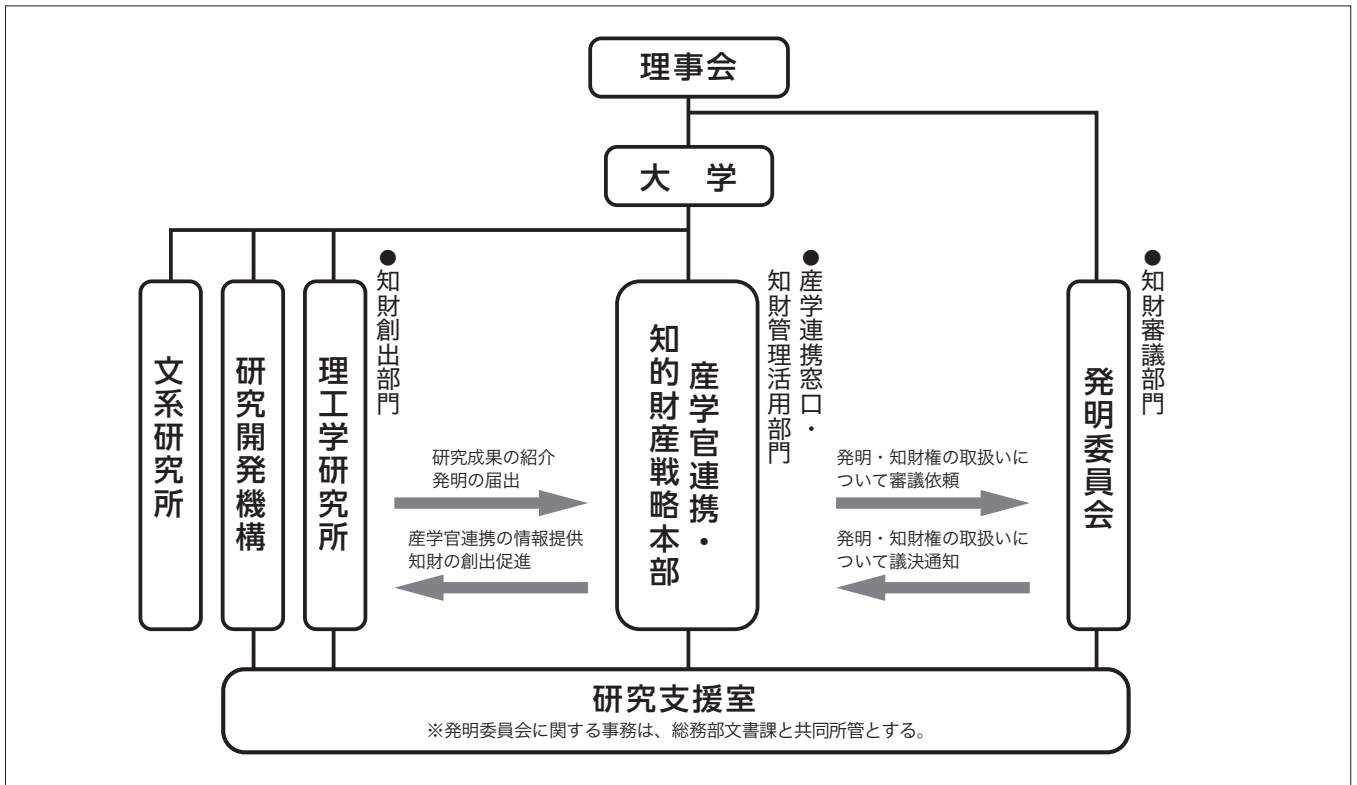 理事会
大　学
文系研究所
研究開発機構
理工学研究所
●知財創出部門
産学官連携・
知的財産戦略本部
●産学連携窓口・
知財管理活用部門
発明委員会
●知財審議部門
研究成果の紹介
発明の届出
産学官連携の情報提供
知財の創出促進
発明・知財権の取扱いに
ついて審議依頼
発明・知財権の取扱いに
ついて議決通知
研究支援室
※発明委員会に関する事務は、総務部文書課と共同所管とする。